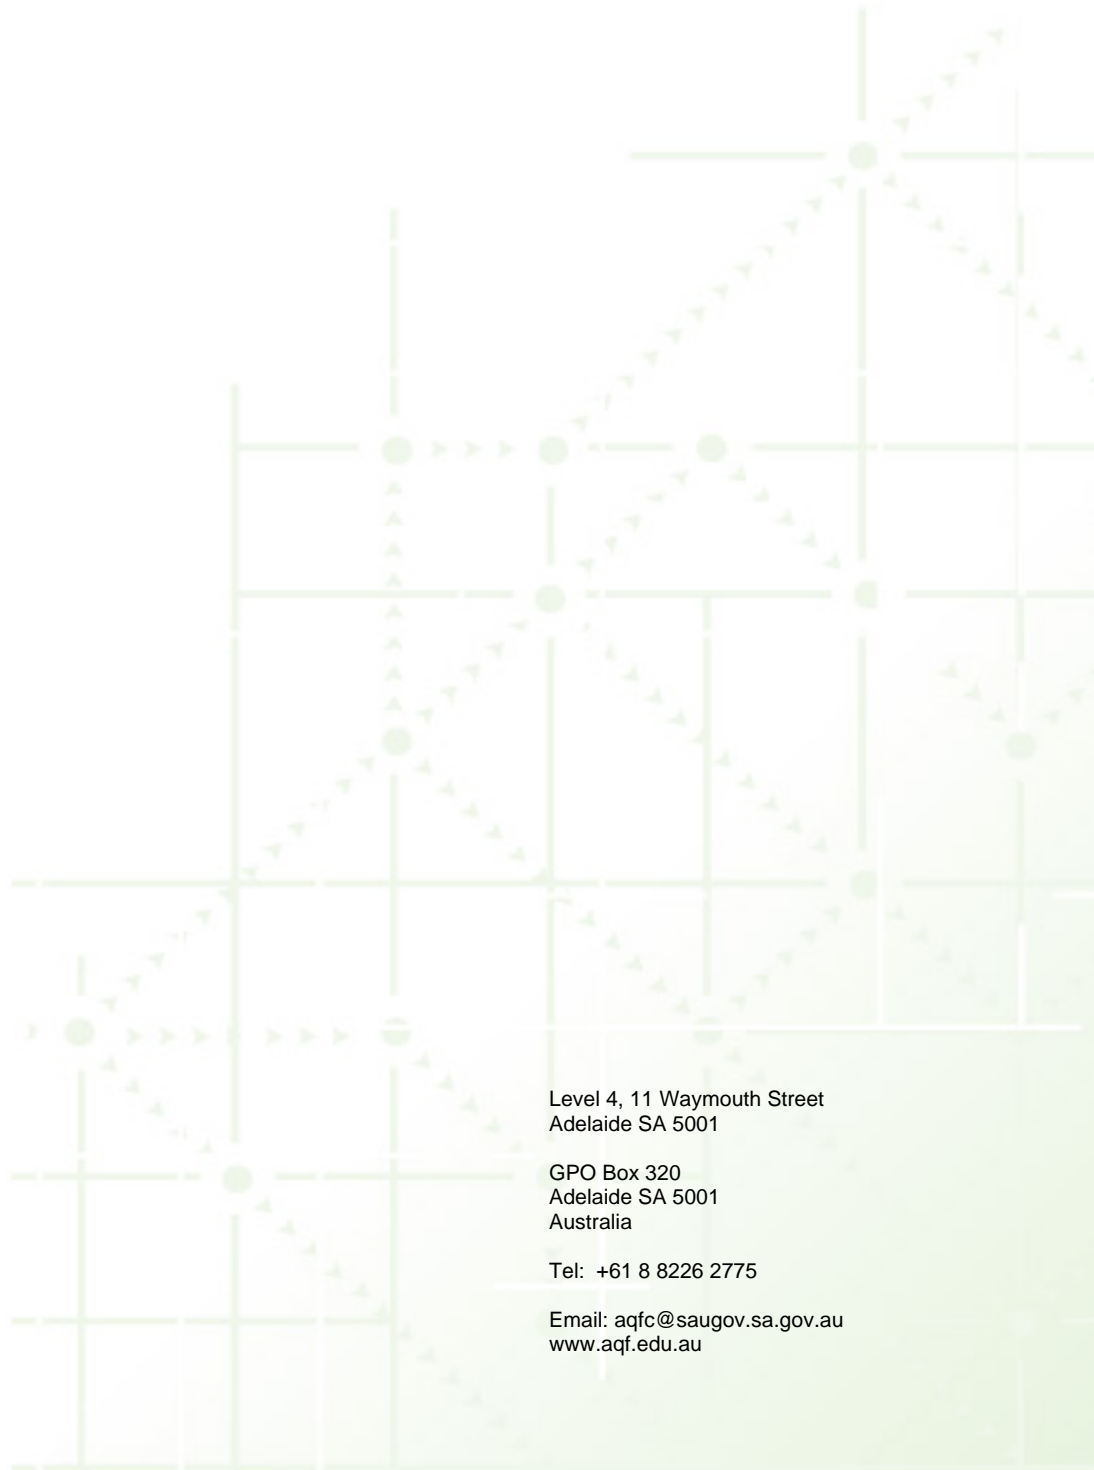 Level 4, 11 Waymouth Street
Adelaide SA 5001
GPO Box 320
Adelaide SA 5001
Australia
Tel:  +61 8 8226 2775
Email: aqfc@saugov.sa.gov.au
www.aqf.edu.au